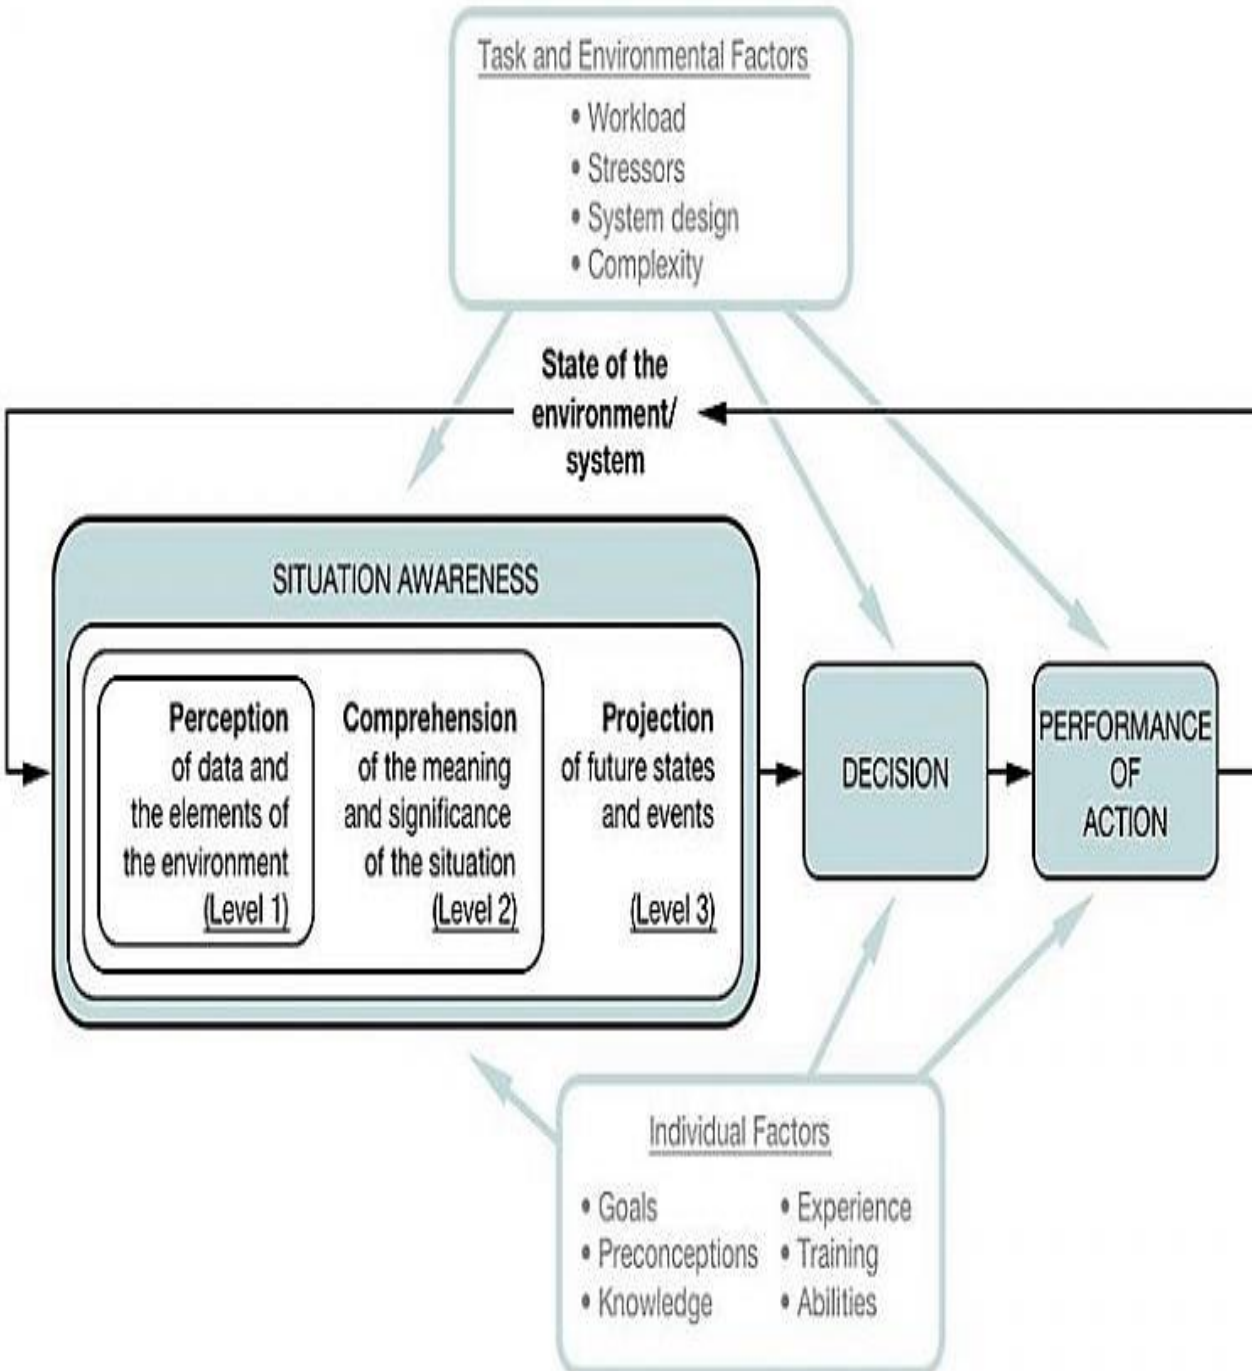 Task and Environmental Factors
• Workload
• Stressors
• System design
• Complexity
State of the
environment/
system
SITUATION AWARENESS
Perception
of data and
the elements of
the environment
(Level 1)
Comprehension
of the meaning
and significance
of the situation
(Level 2)
Projection
of future states
and events
(Level 3)
DECISION
PERFORMANCE
OF
ACTION
Individual Factors
• Goals
• Preconceptions
• Knowledge
• Experience
• Training
• Abilities